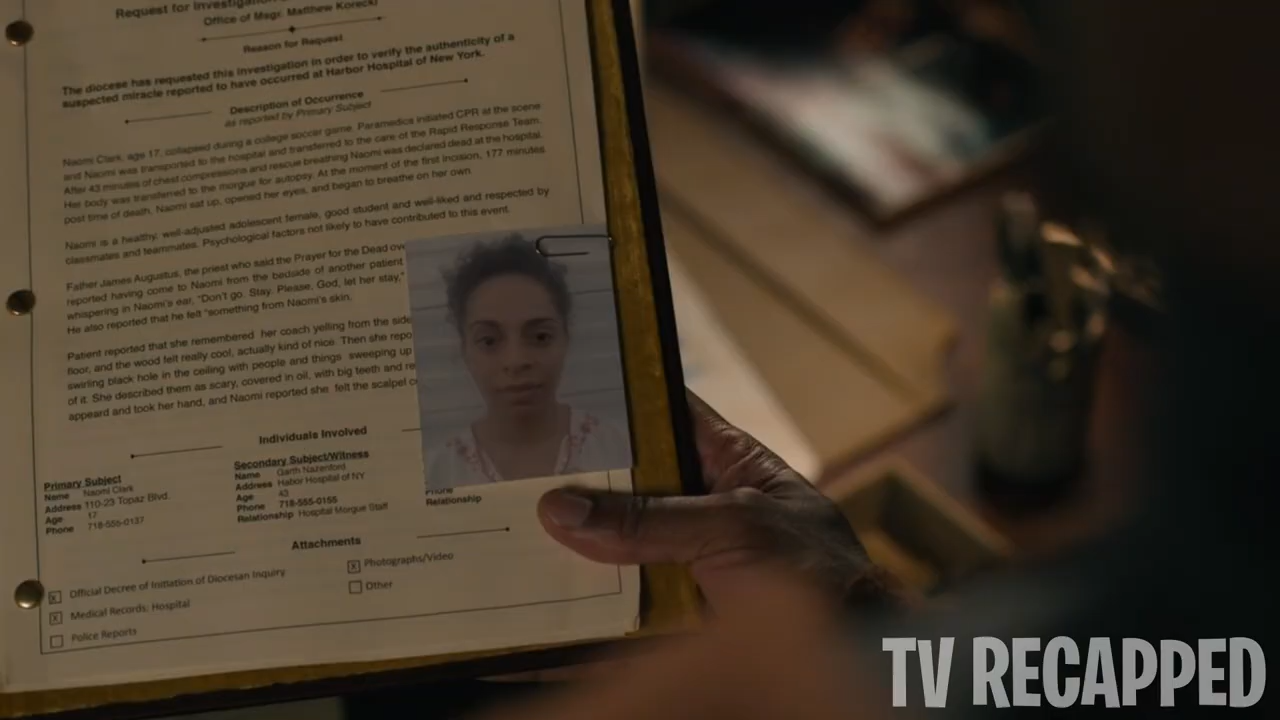 Request for Investigation
Office of Msgr. Matthew Korecki
Reason for Request
The diocese has requested this investigation in order to verify the authenticity of a
suspected miracle reported to have occurred at Harbor Hospital of New York.
Description of Occurrence
as reported by Primary Subject
Naomi Clark, age 17, collapsed during a college soccer game. Paramedics initiated CPR at the scene
and Naomi was transported to the hospital and transferred to the care of the Rapid Response Team.
After 43 minutes of chest compressions and rescue breathing Naomi was declared dead at the hospital.
Her body was transferred to the morgue for autopsy. At the moment of the first incision, 177 minutes
post time of death. Naomi sat up, opened her eyes, and began to breathe on her own.
Naomi is a healthy, well-adjusted adolescent female, good student and well-liked and respected by
classmates and teammates. Psychological factors not likely to have contributed to this event.
Father James Augustus, the priest who said the Prayer for the Dead ove
reported having come to Naomi from the bedside of another patient
whispering in Naomi's ear, "Don't go. Stay. Please, God, let her stay,"
He also reported that he felt "something from Naomi's skin.
Patient reported that she remembered her coach yelling from the side
floor, and the wood felt really cool, actually kind of nice. Then she repo
swirling black hole in the ceiling with people and things sweeping up
of it. She described them as scary, covered in oil, with big teeth and re
appeard and took her hand, and Naomi reported she felt the scalpel c
Individuals Involved
Primary Subject
Name Naomi Clark
Address 110-23 Topaz Blvd.
Age 17
Phone 718-555-0137
Secondary Subject/Witness
Name Garth Nazenford
Address Habor Hospital of NY
Age 43
Phone 718-555-0155
Relationship Hospital Morgue Staff
Phone
Relationship
Attachments
x Official Decree of Initiation of Diocesan Inquiry
x Medical Records: Hospital
Police Reports
x Photographs/Video
Other
TV RECAPPED